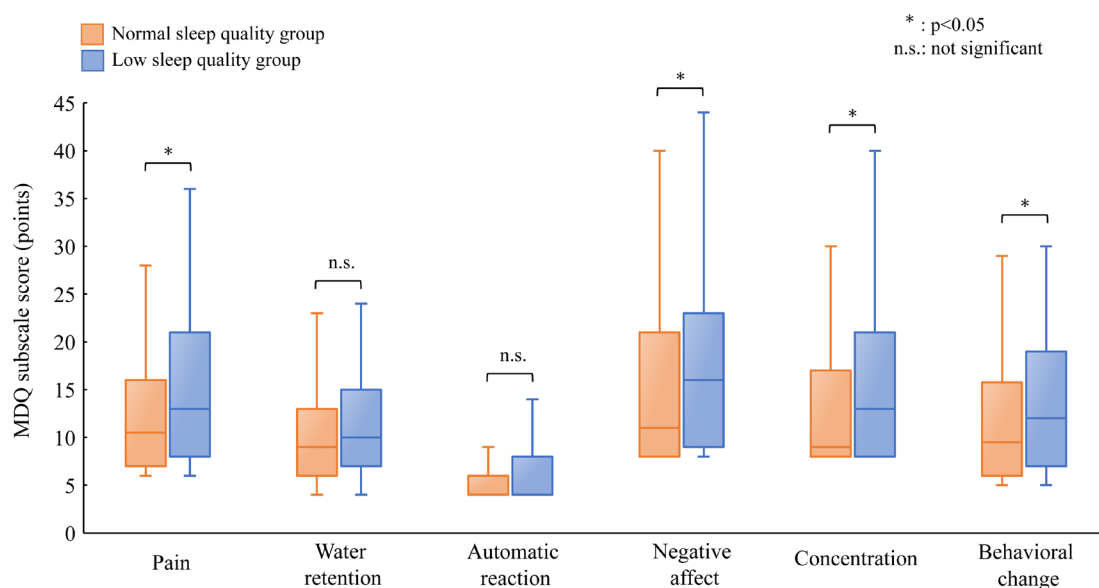 Normal sleep quality group
Low sleep quality group
* : p<0.05
n.s.: not significant
MDQ subscale score (points)
45
40
35
30
25
20
15
10
5
0
*
n.s.
n.s.
*
*
*
Pain
Water
retention
Automatic
reaction
Negative
affect
Concentration
Behavioral
change